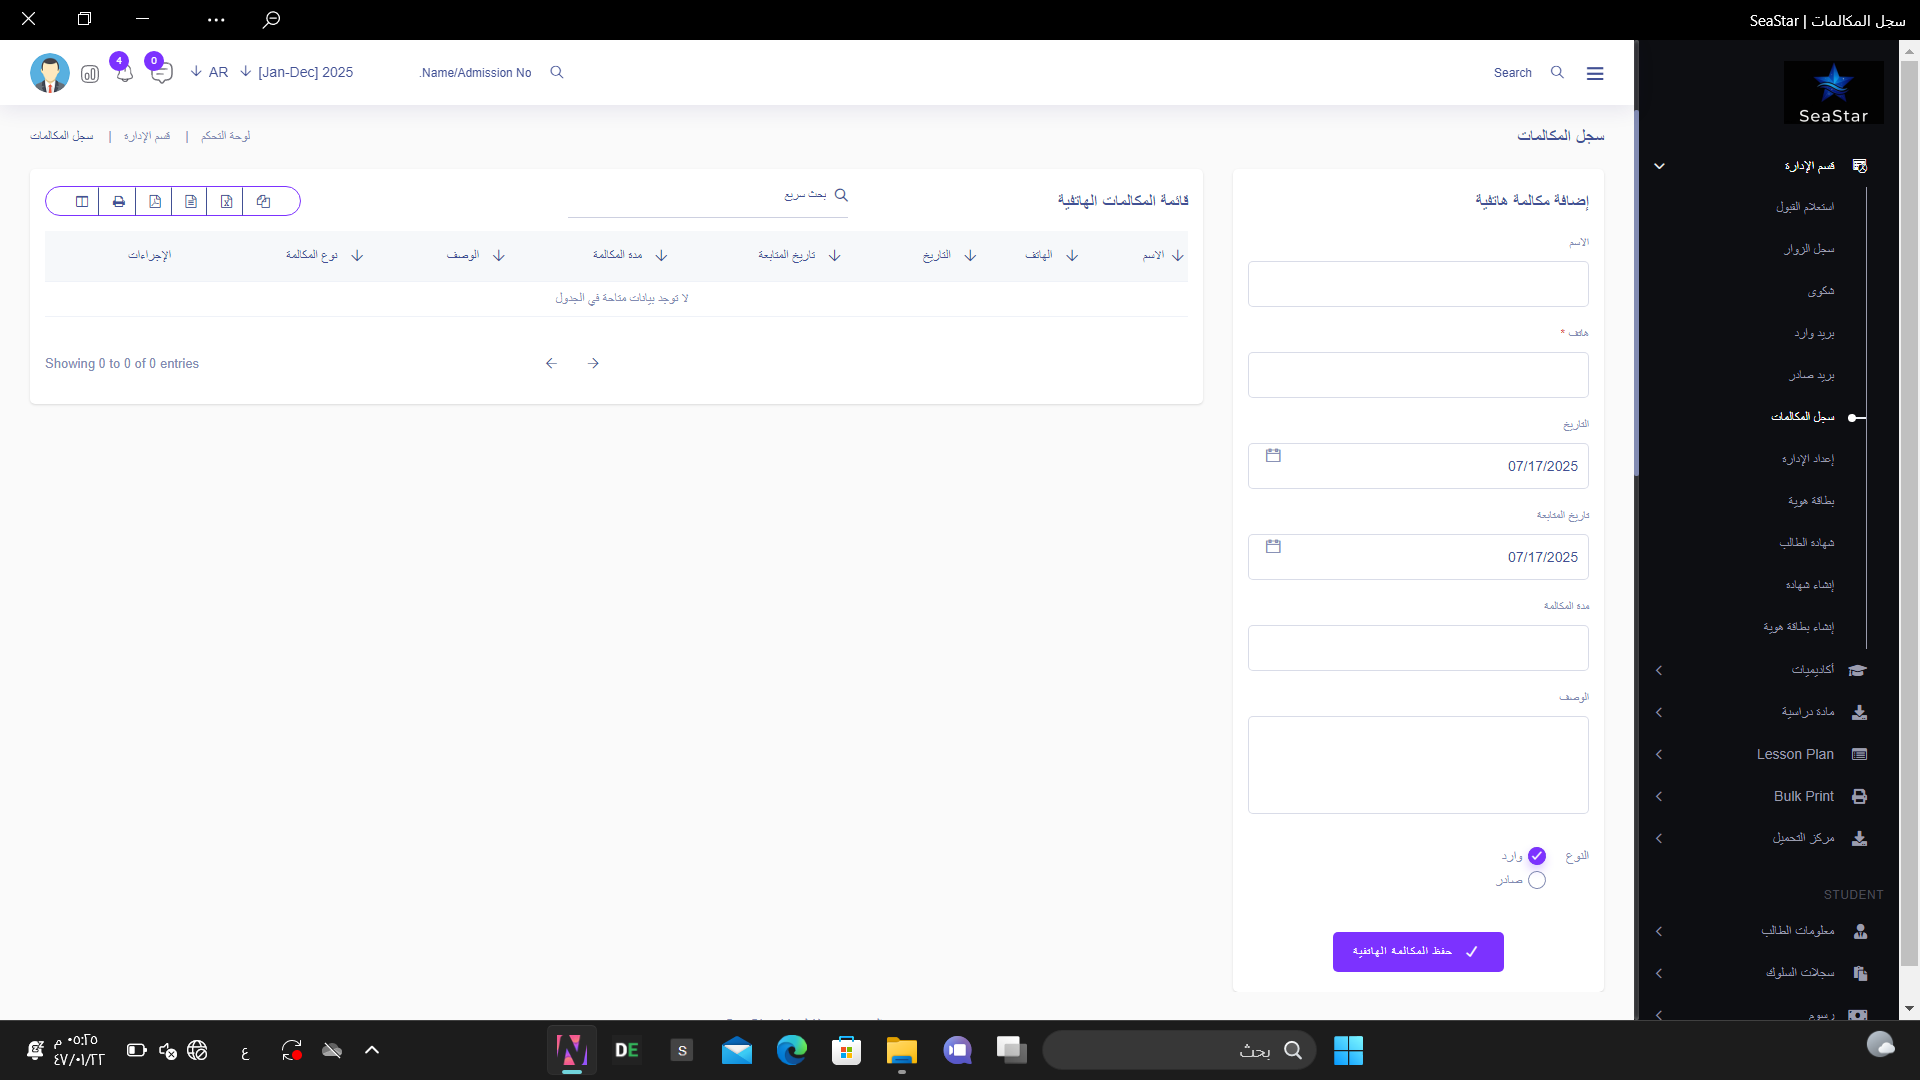 سجل المكالمات | SeaStar
SeaStar
قسم الإدارة
استعلام القبول
سجل الزوار
شكوى
بريد وارد
بريد صادر
سجل المكالمات
إعداد الإدارة
بطاقة هوية
شهادة الطالب
إنشاء شهادة
إنشاء بطاقة هوية
أكاديميات
مادة دراسية
Lesson Plan
Bulk Print
مركز التحميل
STUDENT
معلومات الطالب
سجلات السلوك
رسوم
Search
.Name/Admission No
[Jan-Dec] 2025
AR
0
4
سجل المكالمات
لوحة التحكم | قسم الإدارة | سجل المكالمات
إضافة مكالمة هاتفية
الاسم
هاتف *
التاريخ
07/17/2025
تاريخ المتابعة
07/17/2025
مدة المكالمة
الوصف
النوع
وارد
صادر
حفظ المكالمة الهاتفية
قائمة المكالمات الهاتفية
بحث سريع
الاسم الهاتف التاريخ تاريخ المتابعة مدة المكالمة الوصف نوع المكالمة الإجراءات
لا توجد بيانات متاحة في الجدول
Showing 0 to 0 of 0 entries
بحث
S
DE
ع
٠٥:٢٥ م
٤٧/٠١/٢٢